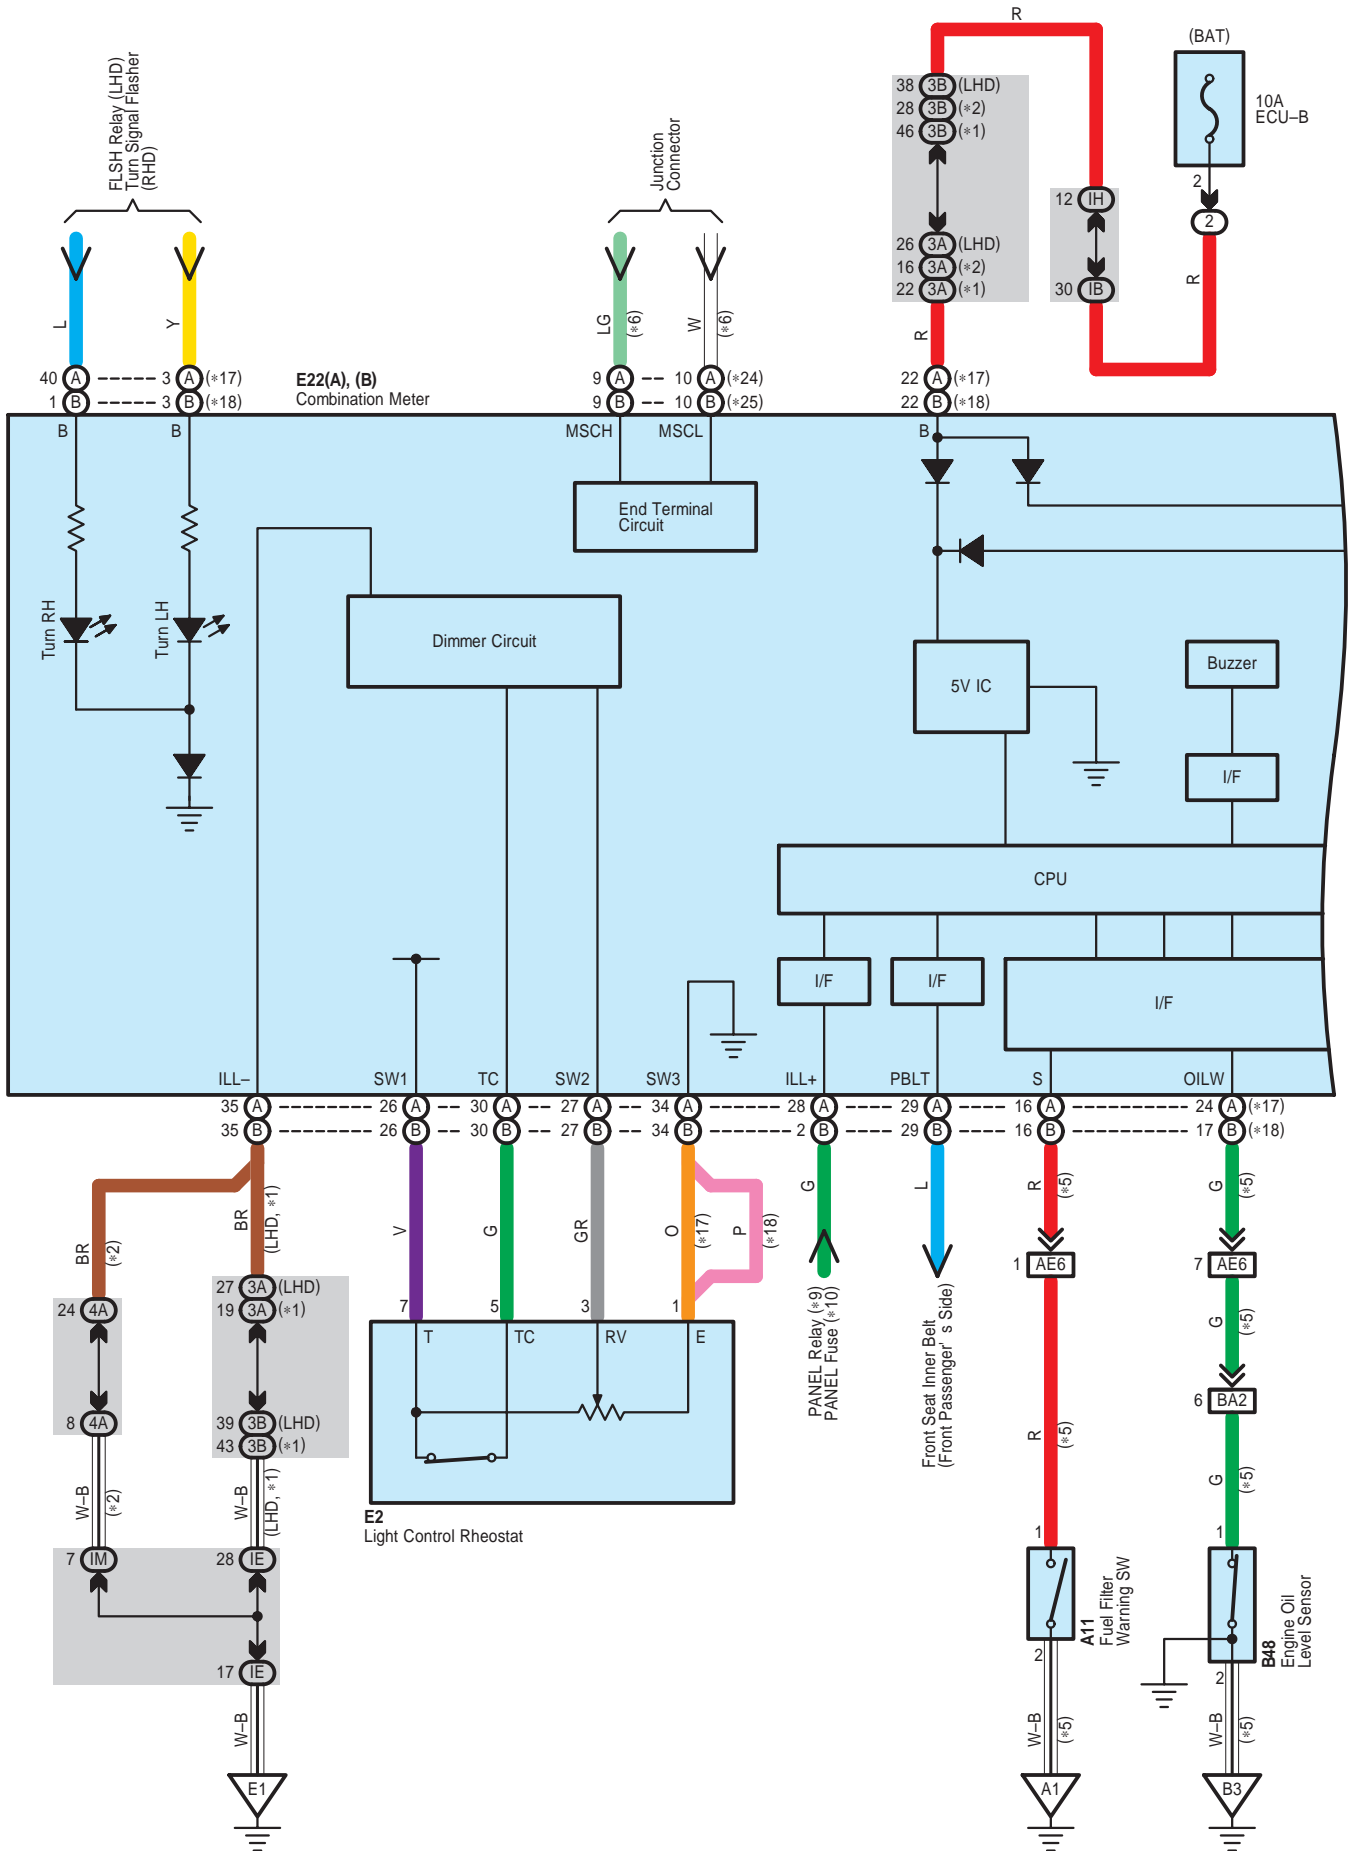 R
(BAT)
10A
ECU–B
2
2
R
FLSH Relay (LHD)
Turn Signal Flasher
(RHD)
Junction
Connector
38 3B (LHD)
28 3B (∗2)
46 3B (∗1)
12 IH
26 3A (LHD)
16 3A (∗2)
22 3A (∗1)
30 IB
L
Y
LG
(∗6)
W
(∗6)
R
40 A 3 A (∗17)
1 B 3 B (∗18)
E22(A), (B)
Combination Meter
9 A 10 A (∗24)
9 B 10 B (∗25)
22 A (∗17)
22 B (∗18)
B
B
MSCH
MSCL
B
End Terminal
Circuit
Turn RH
Turn LH
Dimmer Circuit
5V IC
Buzzer
I/F
CPU
I/F
I/F
I/F
ILL–
SW1
TC
SW2
SW3
ILL+
PBLT
S
OILW
35 A 26 A 30 A 27 A 34 A 28 A 29 A 16 A 24 A (∗17)
35 B 26 B 30 B 27 B 34 B 2 B 29 B 16 B 17 B (∗18)
BR
(∗2)
BR
(LHD, ∗1)
V
G
GR
O
(∗17)
P
(∗18)
G
L
R
(∗5)
G
(∗5)
1 AE6
7 AE6
27 3A (LHD)
19 3A (∗1)
24 4A
7
5
3
1
T
TC
RV
E
PANEL Relay (∗9)
PANEL Fuse (∗10)
Front Seat Inner Belt
(Front Passenger' s Side)
G
(∗5)
6 BA2
8 4A
39 3B (LHD)
43 3B (∗1)
R
(∗5)
G
(∗5)
W–B
(∗2)
W–B
(LHD, ∗1)
E2
Light Control Rheostat
1
1
7 IM
28 IE
A11
Fuel Filter
Warning SW
B48
Engine Oil
Level Sensor
2
2
17 IE
W–B
W–B
(∗5)
W–B
(∗5)
E1
A1
B3